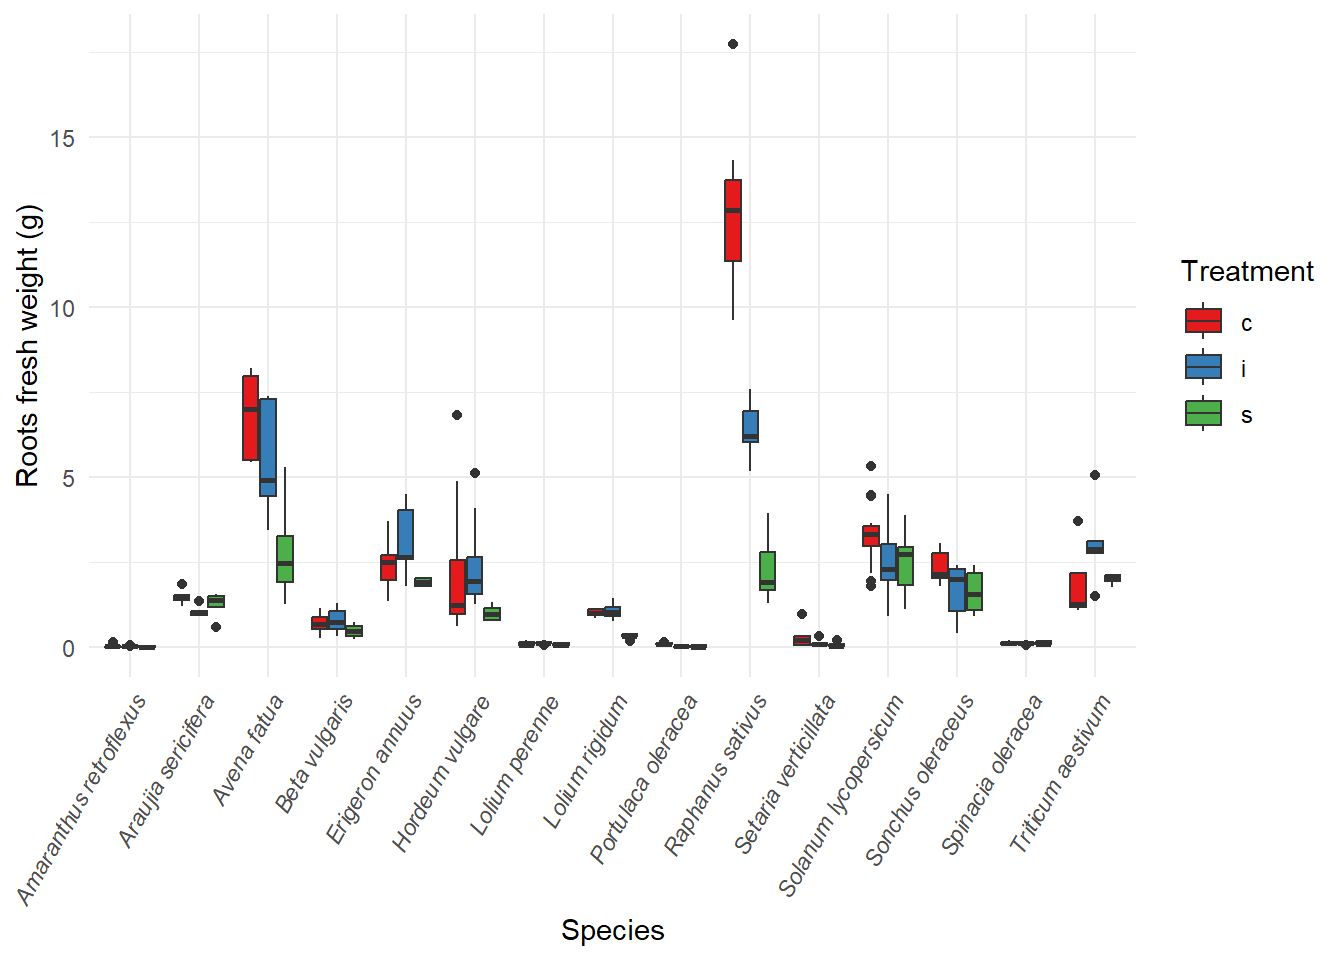 Roots fresh weight (g)
15
10
5
0
Amaranthus retroflexus
Araujia sericifera
Avena fatua
Beta vulgaris
Erigeron annuus
Hordeum vulgare
Lolium perenne
Lolium rigidum
Portulaca oleracea
Raphanus sativus
Setaria verticillata
Solanum lycopersicum
Sonchus oleraceus
Spinacia oleracea
Triticum aestivum
Species
Treatment
c
i
s